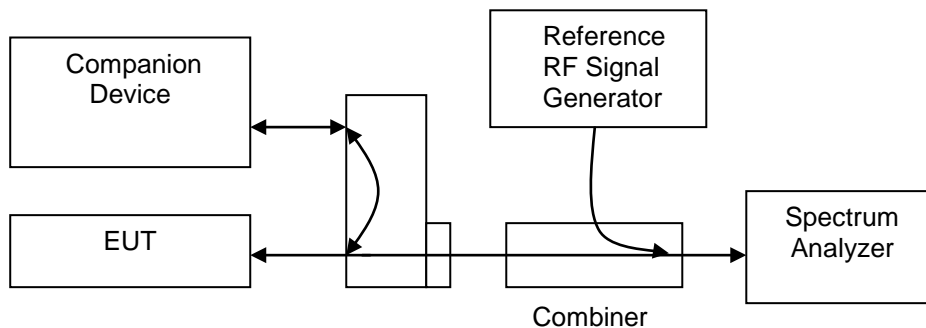 Companion
Device
Reference
RF Signal
Generator
EUT
Spectrum
Analyzer
Combiner